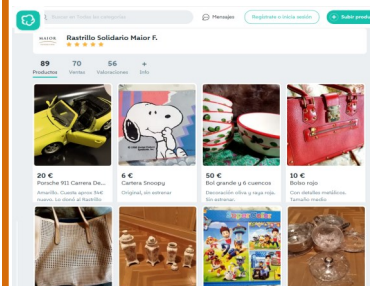 Buscar en Todas las categorías
Mensajes
Regístrate o inicia sesión
+ Subir produ
MAIOR
Rastrillo Solidario Maior F.
89
70
56
+
Productos
Ventas
Valoraciones
Info
20 €
Porsche 911 Carrera De...
Amarillo. Cuesta aprox 35€
nuevo. Lo donó al Rastrillo
6 €
Cartera Snoopy
Original, sin estrenar
50 €
Bol grande y 6 cuencos
Decoración oliva y raya roja.
Sin estrenar.
10 €
Bolso rojo
Con detalles metálicos.
Tamaño medio